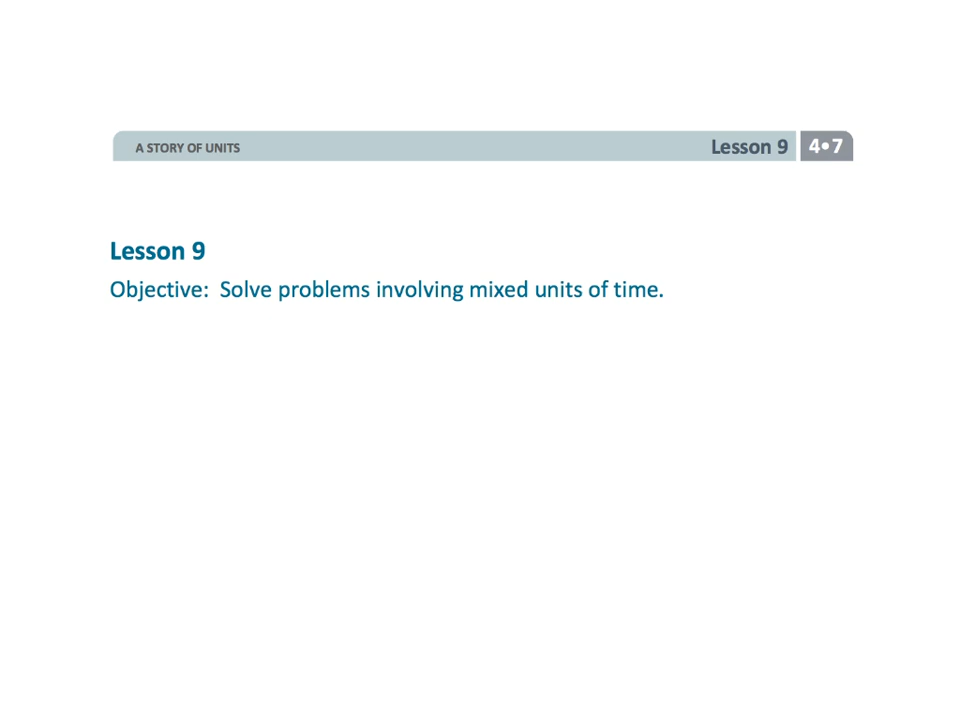 A STORY OF UNITS
Lesson 9 4•7
Lesson 9
Objective: Solve problems involving mixed units of time.